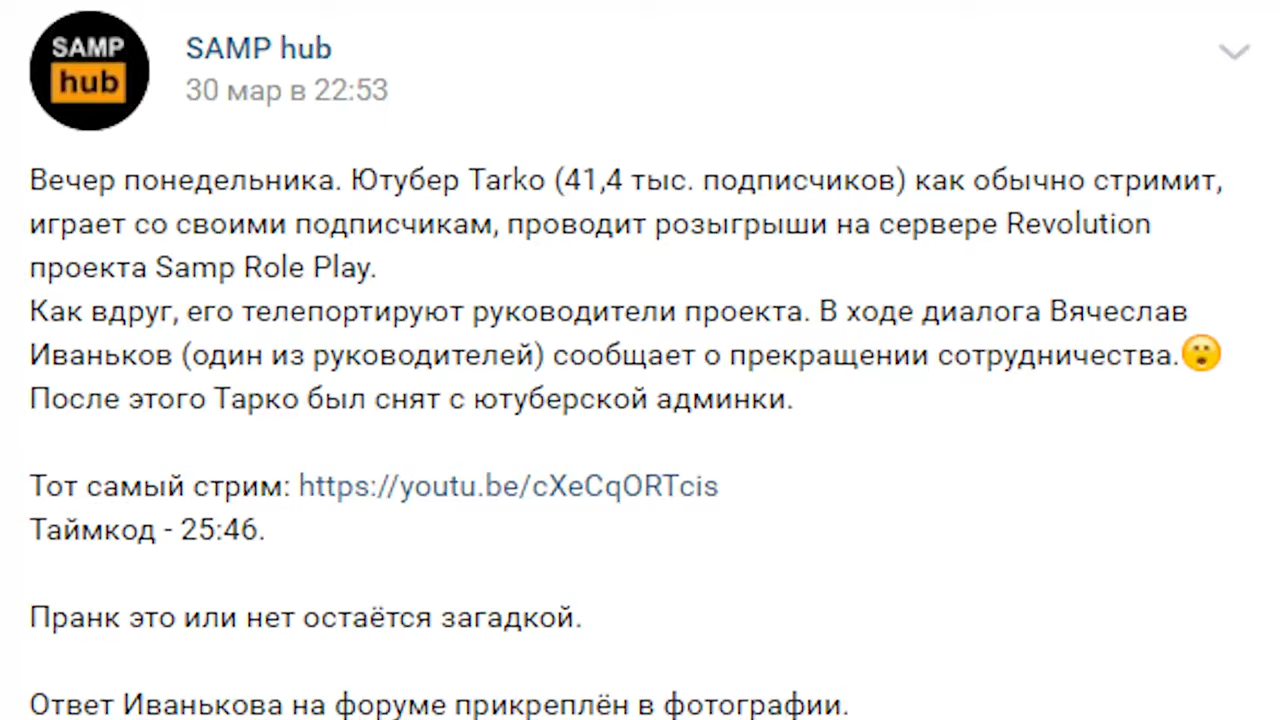 SAMP
hub
SAMP hub
30 мар в 22:53
Вечер понедельника. Ютубер Tarko (41,4 тыс. подписчиков) как обычно стримит,
играет со своими подписчикам, проводит розыгрыши на сервере Revolution
проекта Samp Role Play.
Как вдруг, его телепортируют руководители проекта. В ходе диалога Вячеслав
Иваньков (один из руководителей) сообщает о прекращении сотрудничества.😮
После этого Тарко был снят с ютуберской админки.
Тот самый стрим: https://youtu.be/cXeCqORTcis
Таймкод - 25:46.
Пранк это или нет остаётся загадкой.
Ответ Иванькова на форуме прикреплён в фотографии.